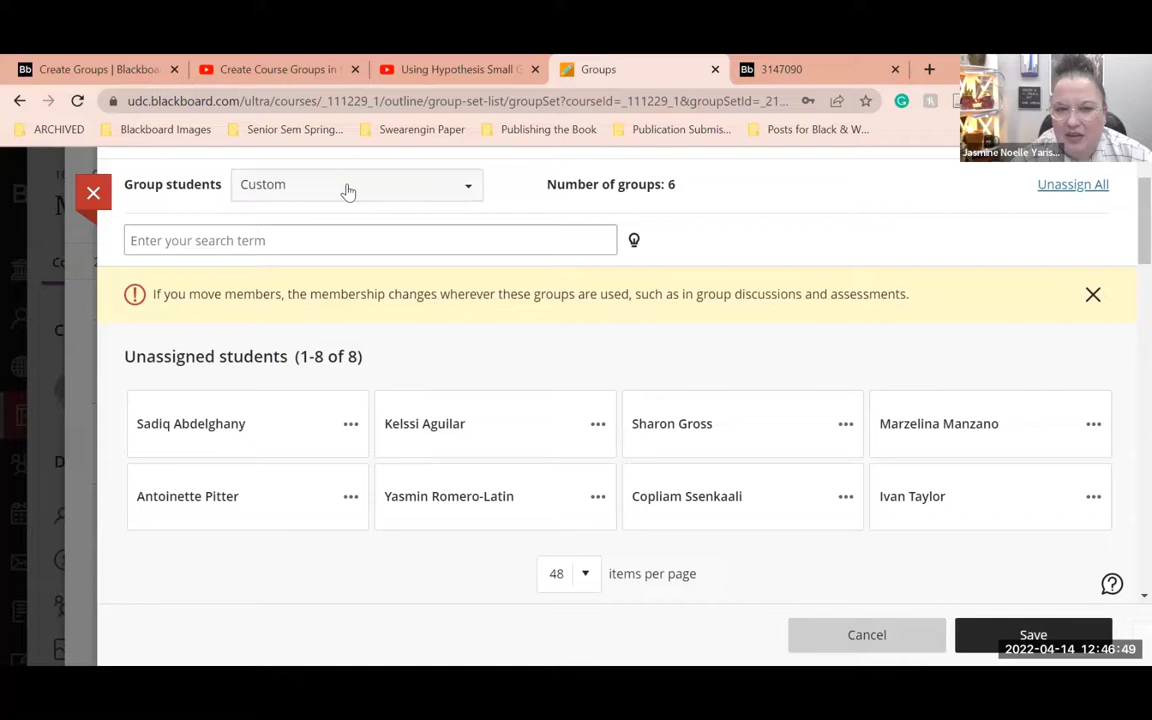 Create Groups | Blackboa
Create Course Groups in
Using Hypothesis Small G
Groups
3147090
udc.blackboard.com/ultra/courses/_111229_1/outline/group-set-list/groupSet?courseId=_111229_1&groupSetId=_21...
ARCHIVED
Blackboard Images
Senior Sem Spring...
Swearengin Paper
Publishing the Book
Publication Submis...
Posts for Black & W...
Jasmine Noelle Yaris...
Group students
Custom
Number of groups: 6
Unassign All
Enter your search term
If you move members, the membership changes wherever these groups are used, such as in group discussions and assessments.
Unassigned students (1-8 of 8)
Sadiq Abdelghany
Kelssi Aguilar
Sharon Gross
Marzelina Manzano
Antoinette Pitter
Yasmin Romero-Latin
Copliam Ssenkaali
Ivan Taylor
48 items per page
Cancel
Save
2022-04-14 12:46:49